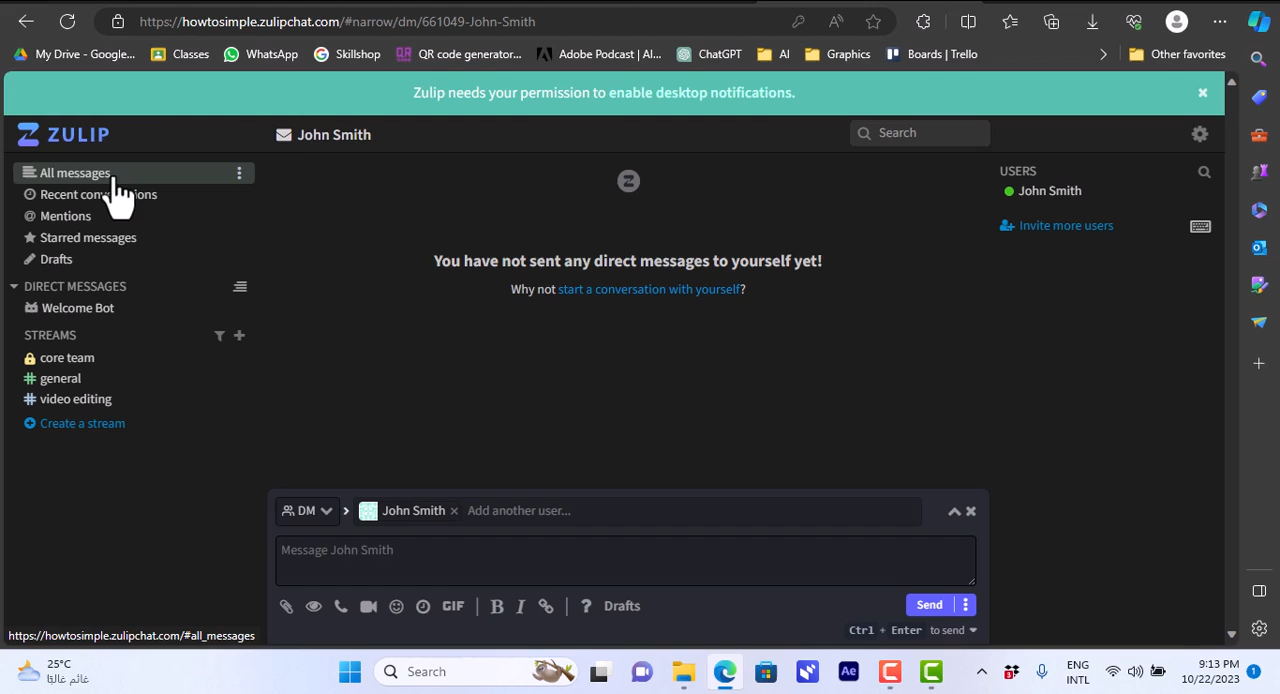 https://howtosimple.zulipchat.com/#narrow/dm/661049-John-Smith
My Drive - Google...
Classes
WhatsApp
Skillshop
QR code generator...
Adobe Podcast | AI...
ChatGPT
AI
Graphics
Boards | Trello
Other favorites
Zulip needs your permission to enable desktop notifications.
ZULIP
John Smith
Search
All messages
Recent conversations
Mentions
Starred messages
Drafts
DIRECT MESSAGES
Welcome Bot
STREAMS
core team
general
video editing
Create a stream
You have not sent any direct messages to yourself yet!
Why not start a conversation with yourself?
USERS
John Smith
Invite more users
DM
John Smith
Add another user...
Message John Smith
GIF
B I
? Drafts
Send
Ctrl + Enter to send
https://howtosimple.zulipchat.com/#all_messages
25°C
غائم غالبًا
Search
Ae
ENG
INTL
9:13 PM
10/22/2023